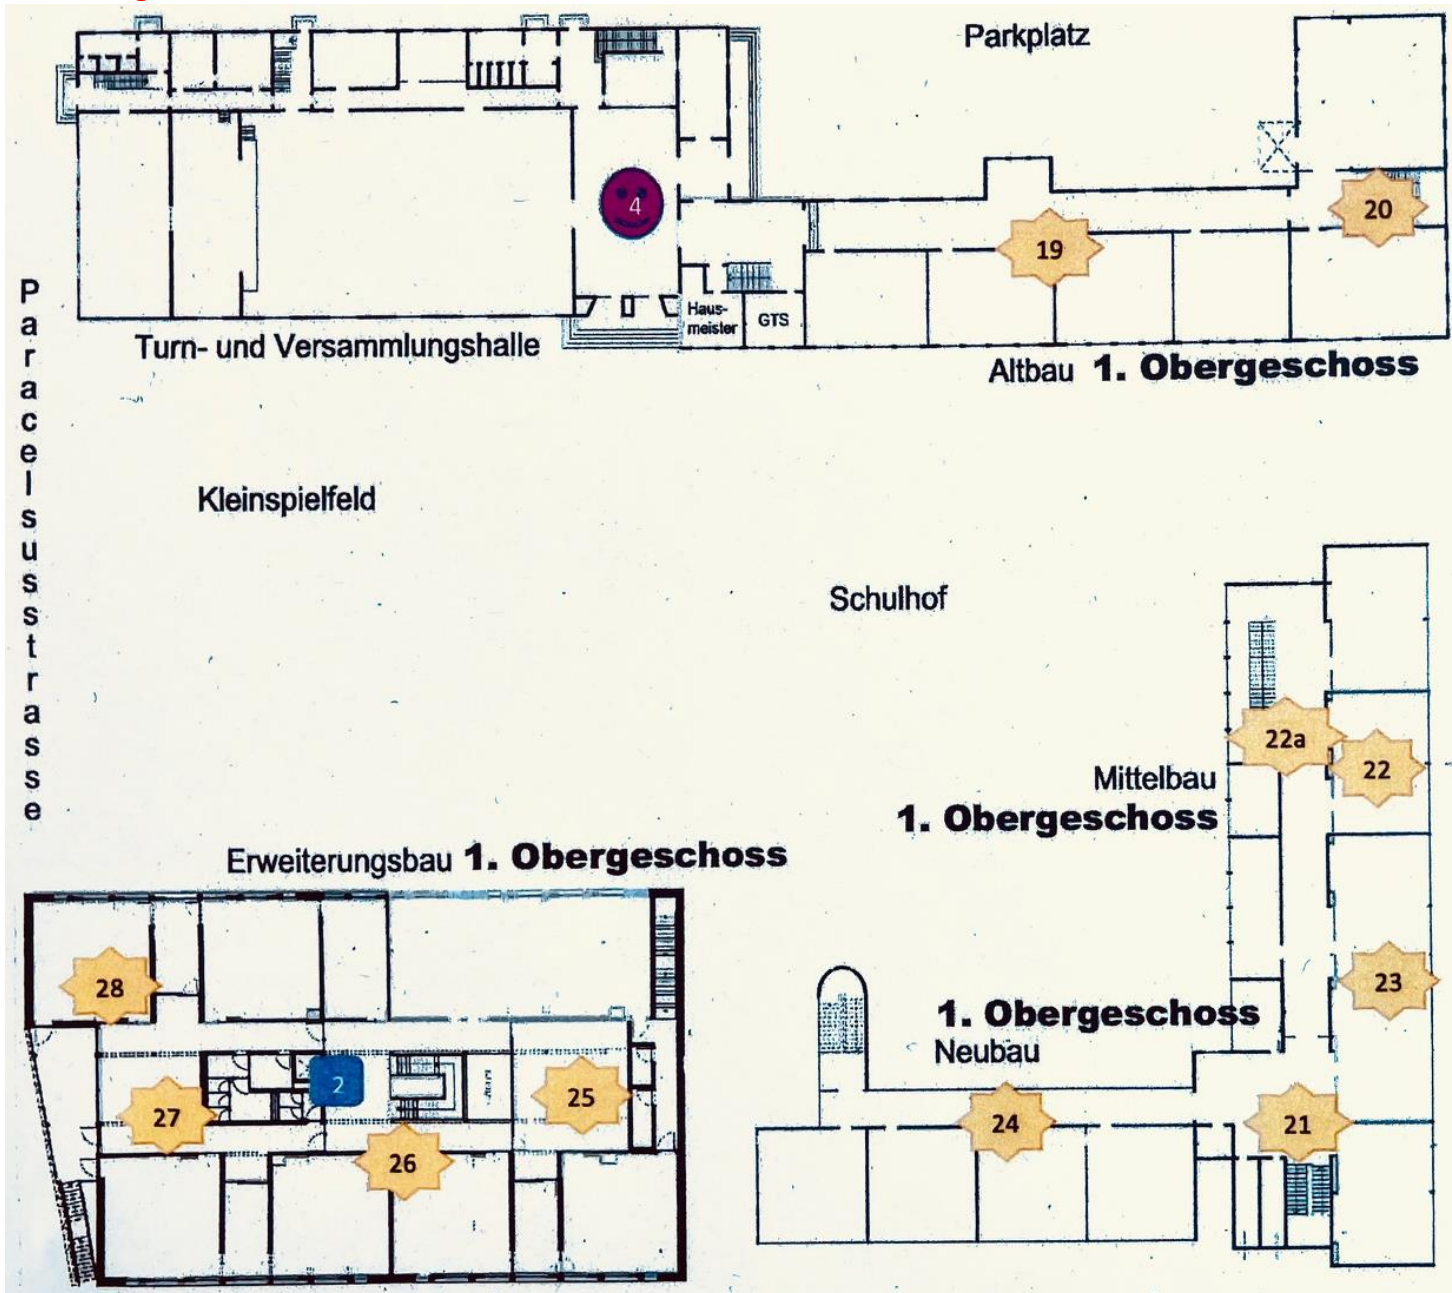 Parkplatz
4
20
19
Haus-
meister
GTS
Turn- und Versammlungshalle
Altbau 1. Obergeschoss
Paracelsusstrasse
Kleinspielfeld
Schulhof
22a
22
Mittelbau
1. Obergeschoss
Erweiterungsbau 1. Obergeschoss
28
23
1. Obergeschoss
Neubau
2
25
27
24
21
26